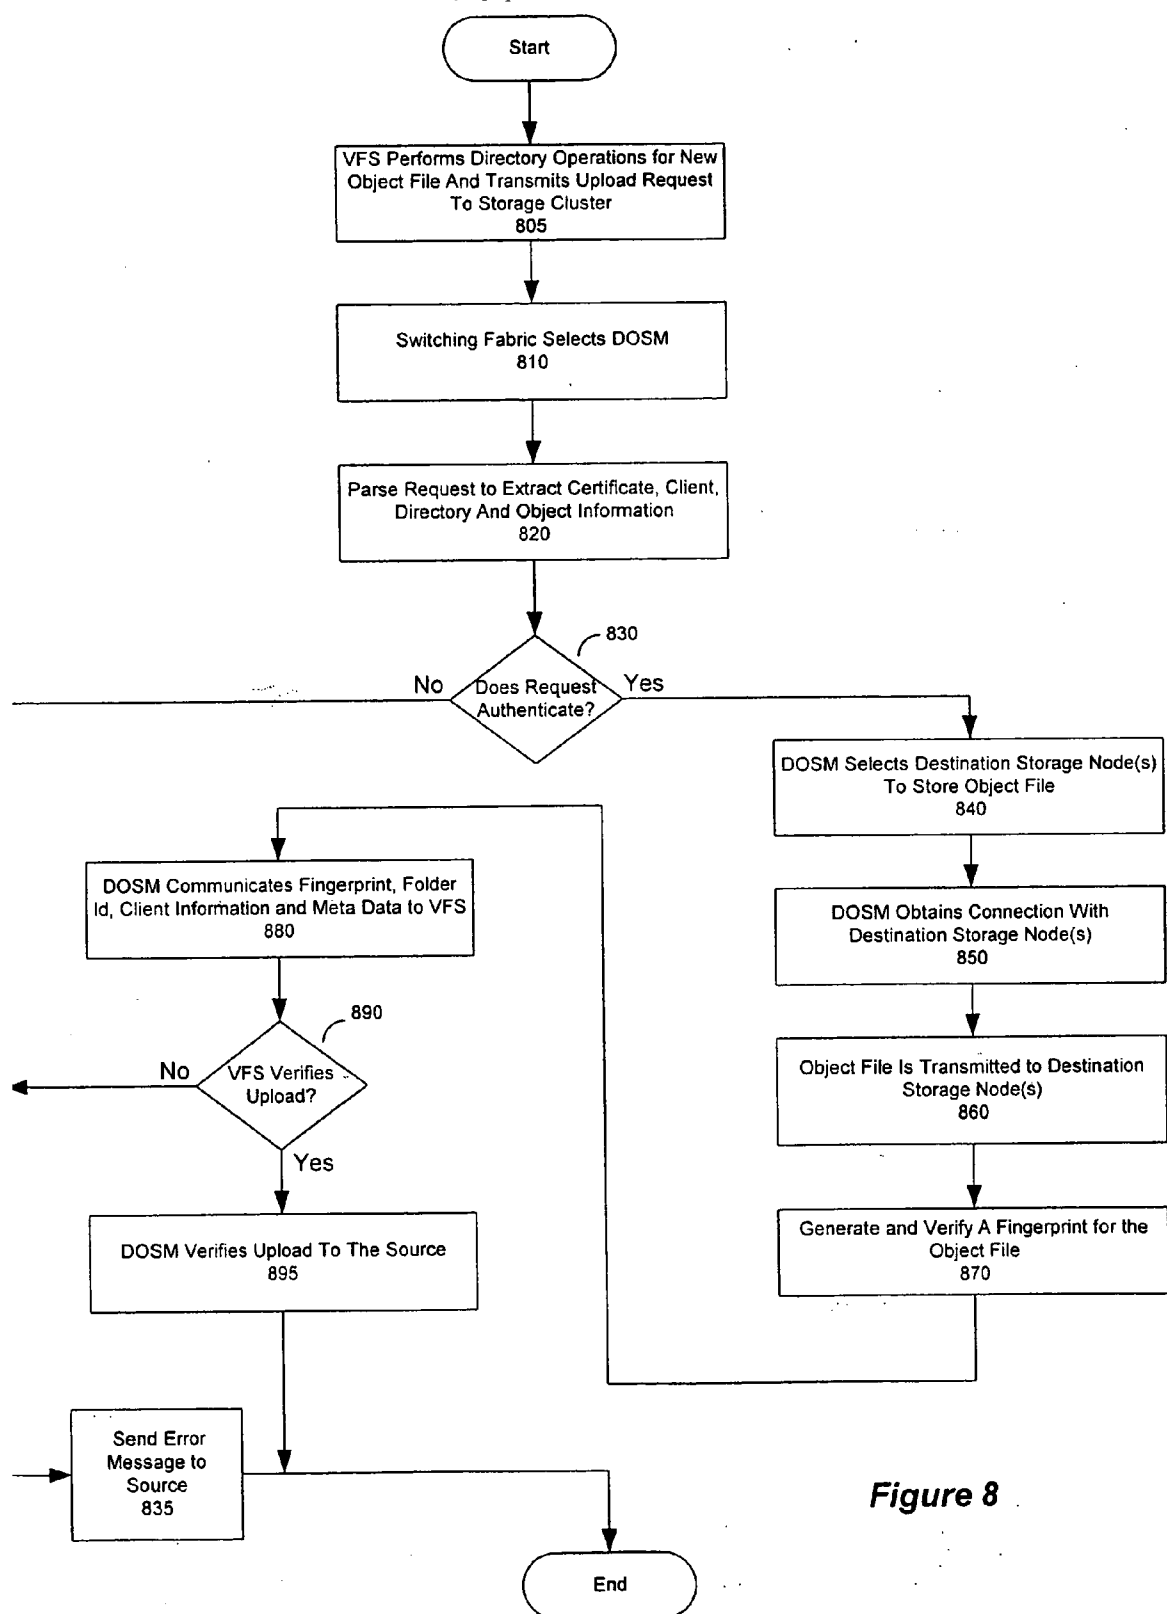 Start
VFS Performs Directory Operations for New
Object File And Transmits Upload Request
To Storage Cluster
805
Switching Fabric Selects DOSM
810
Parse Request to Extract Certificate, Client,
Directory And Object Information
820
830
No
Does Request
Authenticate?
Yes
DOSM Selects Destination Storage Node(s)
To Store Object File
840
DOSM Obtains Connection With
Destination Storage Node(s)
850
Object File Is Transmitted to Destination
Storage Node(s)
860
Generate and Verify A Fingerprint for the
Object File
870
DOSM Communicates Fingerprint, Folder
Id, Client Information and Meta Data to VFS
880
890
No
VFS Verifies
Upload?
Yes
DOSM Verifies Upload To The Source
895
Send Error
Message to
Source
835
Figure 8
End